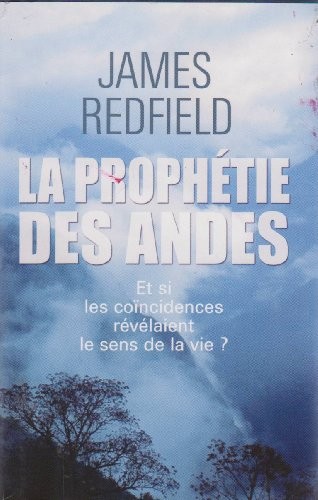 JAMES
REDFIELD
LA PROPHÉTIE
DES ANDES
Et si
les coïncidences
révélaient
le sens de la vie ?